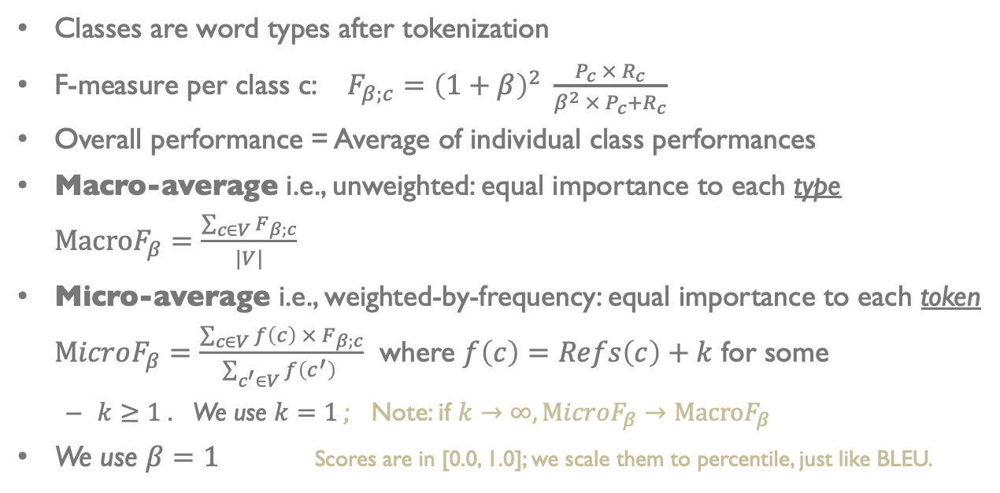 • Classes are word types after tokenization
• F-measure per class c: $F_{\beta;c} = (1 + \beta)^2 \frac{P_c \times R_c}{\beta^2 \times P_c + R_c}$
• Overall performance = Average of individual class performances
• Macro-average i.e., unweighted: equal importance to each type
$\text{Macro}F_\beta = \frac{\sum_{c \in V} F_{\beta;c}}{|V|}$
• Micro-average i.e., weighted-by-frequency: equal importance to each token
$\text{M}icroF_\beta = \frac{\sum_{c \in V} f(c) \times F_{\beta;c}}{\sum_{c' \in V} f(c')}$ where $f(c) = Refs(c) + k$ for some
– $k \geq 1$. We use $k = 1$; Note: if $k \to \infty$, $\text{M}icroF_\beta \to \text{Macro}F_\beta$
• We use $\beta = 1$ Scores are in [0.0, 1.0]; we scale them to percentile, just like BLEU.